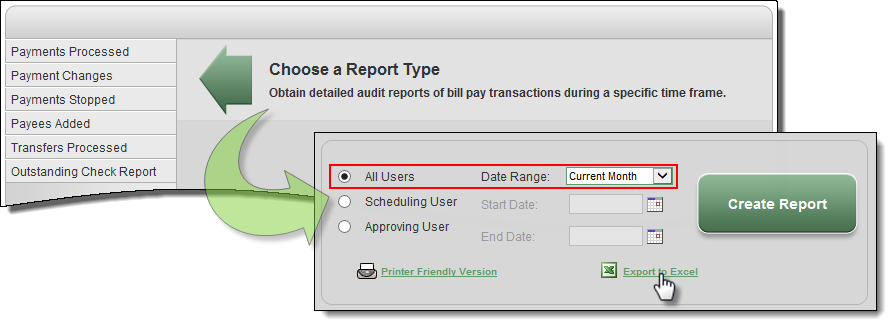 Payments Processed
Payment Changes
Payments Stopped
Payees Added
Transfers Processed
Outstanding Check Report
Choose a Report Type
Obtain detailed audit reports of bill pay transactions during a specific time frame.
All Users Date Range: Current Month
Scheduling User Start Date:
Approving User
End Date:
Create Report
Printer Friendly Version Export to Excel